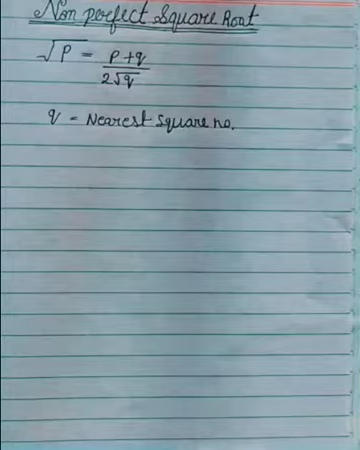 Non perfect Square Root
√P = P+q
2√q
q = Nearest Square no.